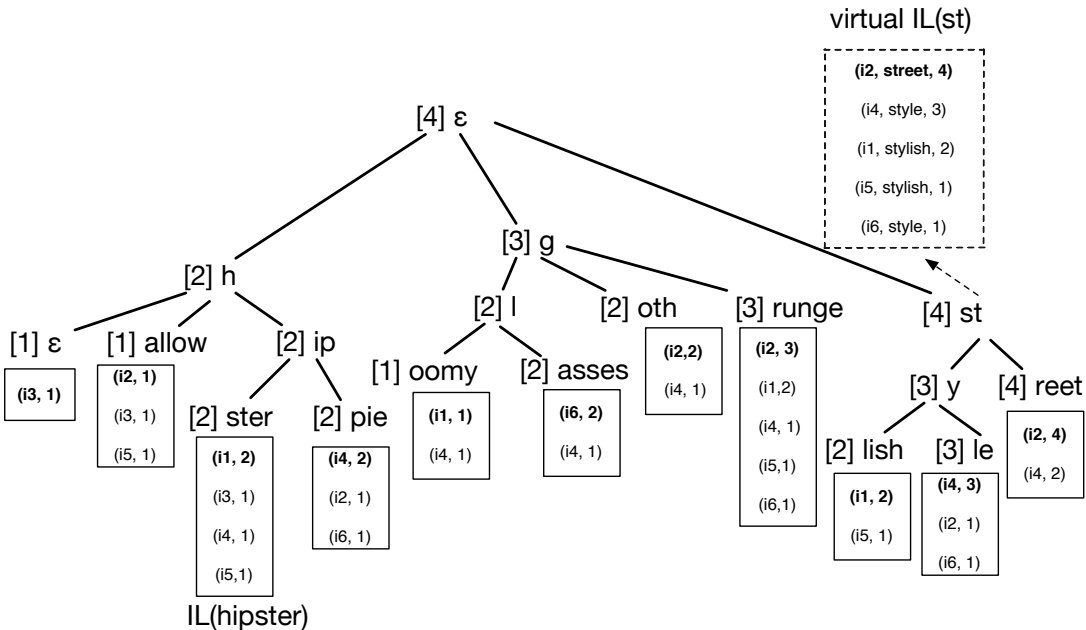 virtual IL(st)
(i2, street, 4)
(i4, style, 3)
(i1, stylish, 2)
(i5, stylish, 1)
(i6, style, 1)
[4] ε
[3] g
[2] h
[2] l
[2] oth
[3] runge
[4] st
[1] ε
[1] allow
[2] ip
[1] oomy
[2] asses
[3] y
[4] reet
(i3, 1)
(i2, 1)
(i3, 1)
(i5, 1)
[2] ster
[2] pie
(i1, 1)
(i4, 1)
(i6, 2)
(i4, 1)
(i2,2)
(i4, 1)
(i2, 3)
(i1,2)
(i4, 1)
(i5,1)
(i6,1)
[2] lish
[3] le
(i2, 4)
(i4, 2)
(i1, 2)
(i3, 1)
(i4, 1)
(i5,1)
(i4, 2)
(i2, 1)
(i6, 1)
(i1, 2)
(i5, 1)
(i4, 3)
(i2, 1)
(i6, 1)
IL(hipster)